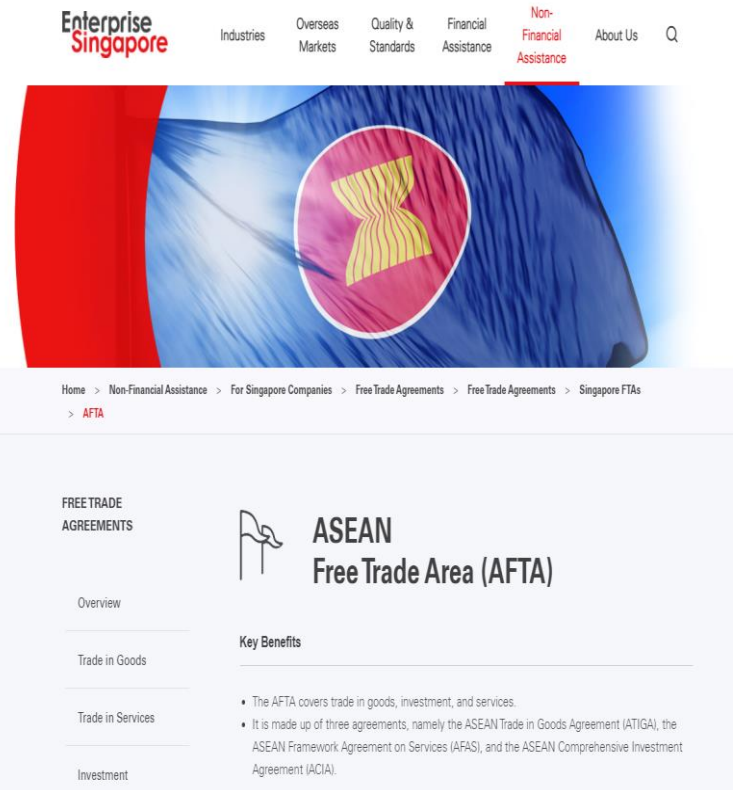 Enterprise
Singapore
Industries
Overseas
Markets
Quality &
Standards
Financial
Assistance
Non-
Financial
Assistance
About Us
Home > Non-Financial Assistance > For Singapore Companies > Free Trade Agreements > Free Trade Agreements > Singapore FTAs
> AFTA
FREE TRADE
AGREEMENTS
Overview
Trade in Goods
Trade in Services
Investment
ASEAN
Free Trade Area (AFTA)
Key Benefits
• The AFTA covers trade in goods, investment, and services.
• It is made up of three agreements, namely the ASEAN Trade in Goods Agreement (ATIGA), the
ASEAN Framework Agreement on Services (AFAS), and the ASEAN Comprehensive Investment
Agreement (ACIA).